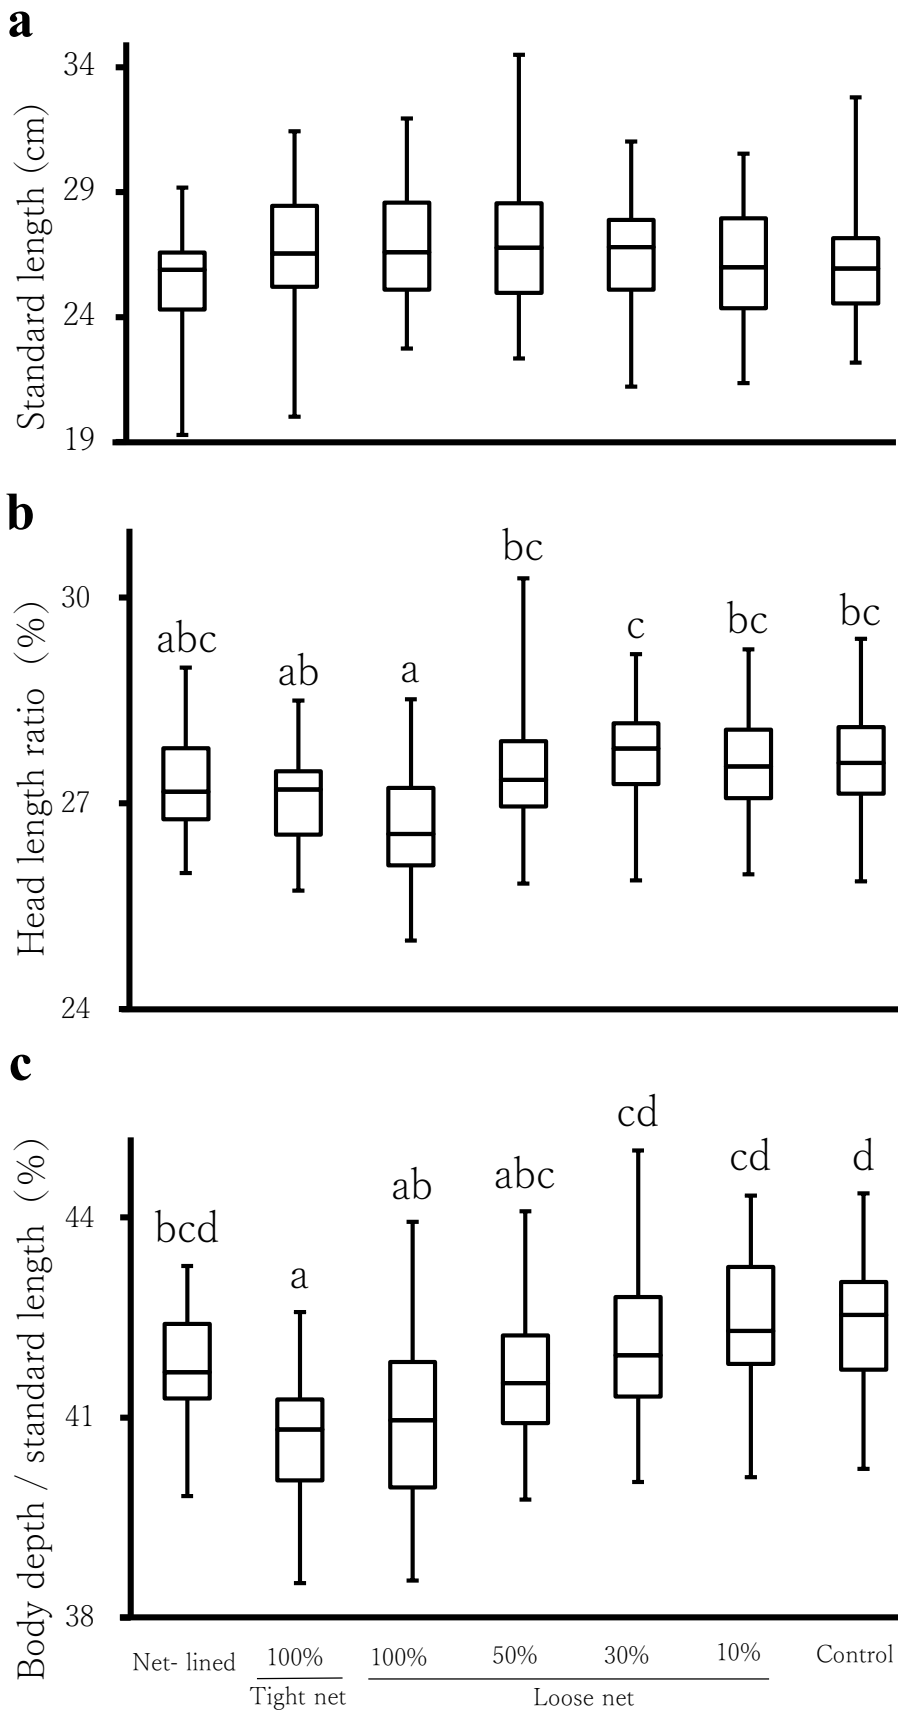 a
Standard length (cm)
34
29
24
19
b
Head length ratio (%)
30
27
24
abc
ab
a
bc
c
bc
bc
c
Body depth / standard length (%)
44
41
38
bcd
a
ab
abc
cd
cd
d
Net- lined
100%
100%
50%
30%
10%
Control
Tight net
Loose net